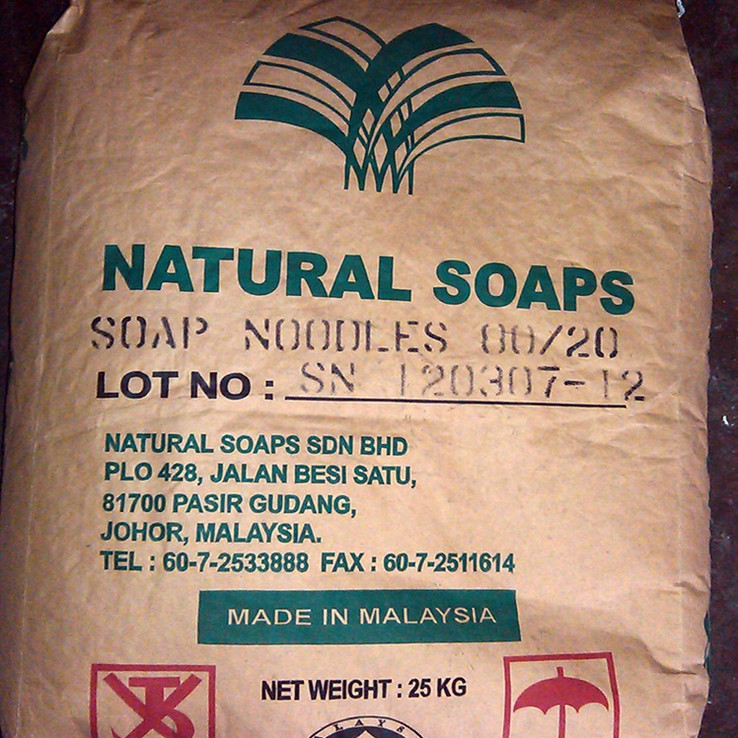 NATURAL SOAPS
SOAP NOODLES 80/20
LOT NO : SN 120307-12
NATURAL SOAPS SDN BHD
PLO 428, JALAN BESI SATU,
81700 PASIR GUDANG,
JOHOR, MALAYSIA.
TEL : 60-7-2533888 FAX : 60-7-2511614
MADE IN MALAYSIA
NET WEIGHT : 25 KG